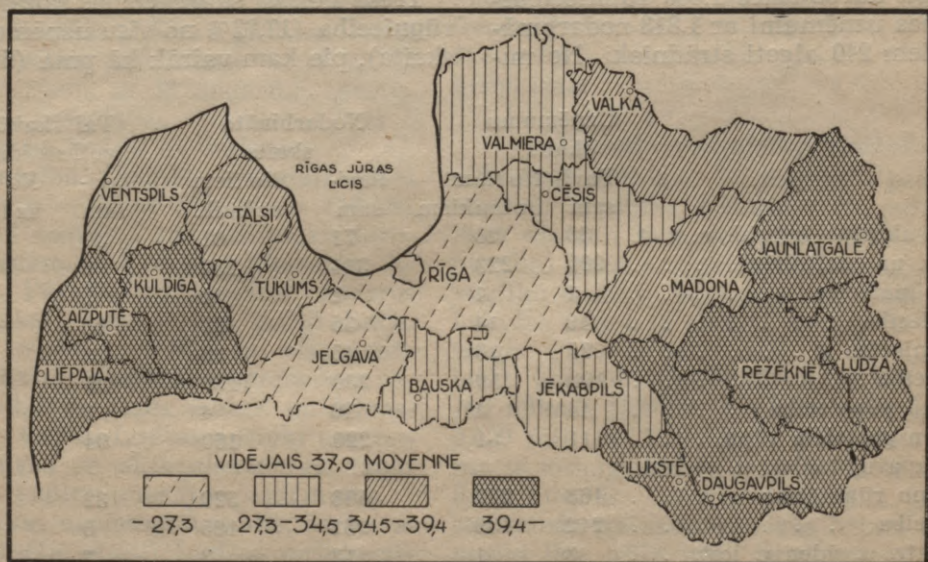 VALKA
VALMIERA
RĪGAS JŪRAS
LICIS
VENTSPILS
CĒSIS
TALSI
JAUNLATGALE
KULDĪGA
TUKUMS
RĪGA
MADONA
AIZPUTE
JELGAVA
LUDZA
REZEKNE
LIEPAJA
BAUSKA
JĒKABPILS
VIDĒJAIS 37,0 MOYENNE
ILUKSTE
DAUGAVPILS
- 27,3 27,3-34,5 34,5-39,4 39,4-